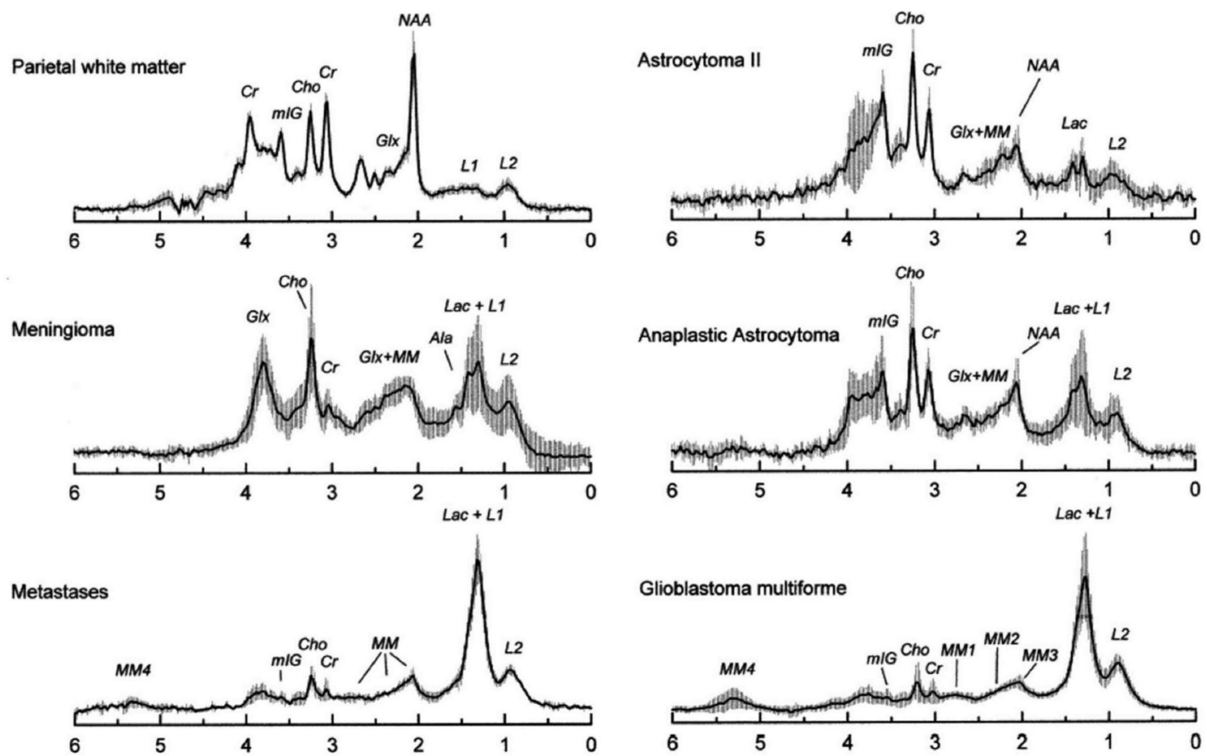 Parietal white matter
Cr
mIG
Cho
Cr
Glx
NAA
L1
L2
6 5 4 3 2 1 0
Astrocytoma II
mIG
Cho
Cr
Glx+MM
NAA
Lac
L2
6 5 4 3 2 1 0
Meningioma
Glx
Cho
Cr
Glx+MM
Ala
Lac + L1
L2
6 5 4 3 2 1 0
Anaplastic Astrocytoma
mIG
Cho
Cr
Glx+MM
NAA
Lac+L1
L2
6 5 4 3 2 1 0
Metastases
MM4
mIG
Cho
Cr
MM
Lac + L1
L2
6 5 4 3 2 1 0
Glioblastoma multiforme
MM4
mIG
Cho
Cr
MM1
MM2
MM3
Lac +L1
L2
6 5 4 3 2 1 0